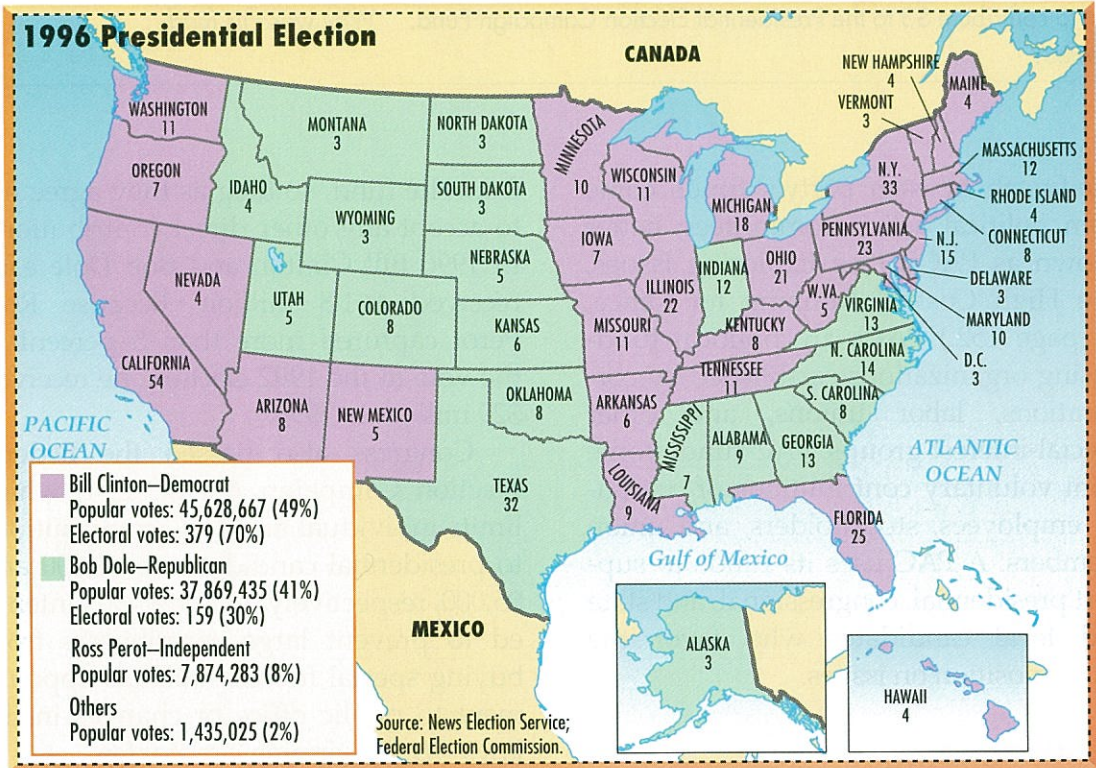 1996 Presidential Election
CANADA
NEW HAMPSHIRE
4
VERMONT
3
MAINE
4
WASHINGTON
11
MONTANA
3
NORTH DAKOTA
3
MINNESOTA
10
OREGON
7
IDAHO
4
SOUTH DAKOTA
3
WISCONSIN
11
MICHIGAN
18
N.Y.
33
MASSACHUSETTS
12
RHODE ISLAND
4
CONNECTICUT
8
WYOMING
3
NEBRASKA
5
IOWA
7
PENNSYLVANIA
23
N.J.
15
DELAWARE
3
MARYLAND
10
D.C.
3
NEVADA
4
UTAH
5
COLORADO
8
KANSAS
6
ILLINOIS
22
INDIANA
12
OHIO
21
W.VA.
5
VIRGINIA
13
CALIFORNIA
54
MISSOURI
11
KENTUCKY
8
N. CAROLINA
14
TENNESSEE
11
S. CAROLINA
8
ARIZONA
8
NEW MEXICO
5
OKLAHOMA
8
ARKANSAS
6
MISSISSIPPI
7
ALABAMA
9
GEORGIA
13
TEXAS
32
LOUISIANA
9
FLORIDA
25
PACIFIC
OCEAN
ATLANTIC
OCEAN
Gulf of Mexico
MEXICO
ALASKA
3
HAWAII
4
Bill Clinton–Democrat
Popular votes: 45,628,667 (49%)
Electoral votes: 379 (70%)
Bob Dole–Republican
Popular votes: 37,869,435 (41%)
Electoral votes: 159 (30%)
Ross Perot–Independent
Popular votes: 7,874,283 (8%)
Others
Popular votes: 1,435,025 (2%)
Source: News Election Service;
Federal Election Commission.